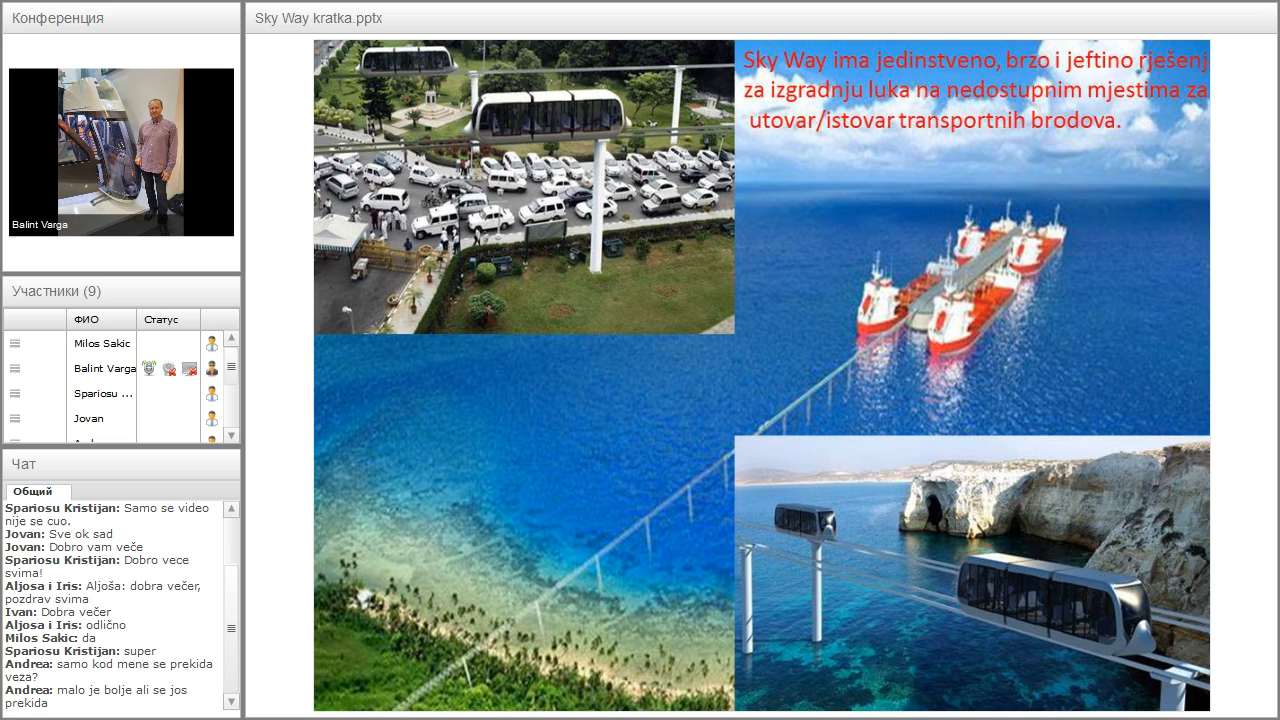 Конференция
Balint Varga
Участники (9)
ФИО Статус
Milos Sakic
Balint Varga
Spariosu ...
Jovan
Чат
Общий
Spariosu Kristijan: Samo se video
nije se cuo.
Jovan: Sve ok sad
Jovan: Dobro vam veče
Spariosu Kristijan: Dobro vece
svima!
Aljosa i Iris: Aljoša: dobra večer,
pozdrav svima
Ivan: Dobra večer
Aljosa i Iris: odlično
Milos Sakic: da
Spariosu Kristijan: super
Andrea: samo kod mene se prekida
veza?
Andrea: malo je bolje ali se jos
prekida
Sky Way kratka.pptx
Sky Way ima jedinstveno, brzo i jeftino rješenj
za izgradnju luka na nedostupnim mjestima za
utovar/istovar transportnih brodova.